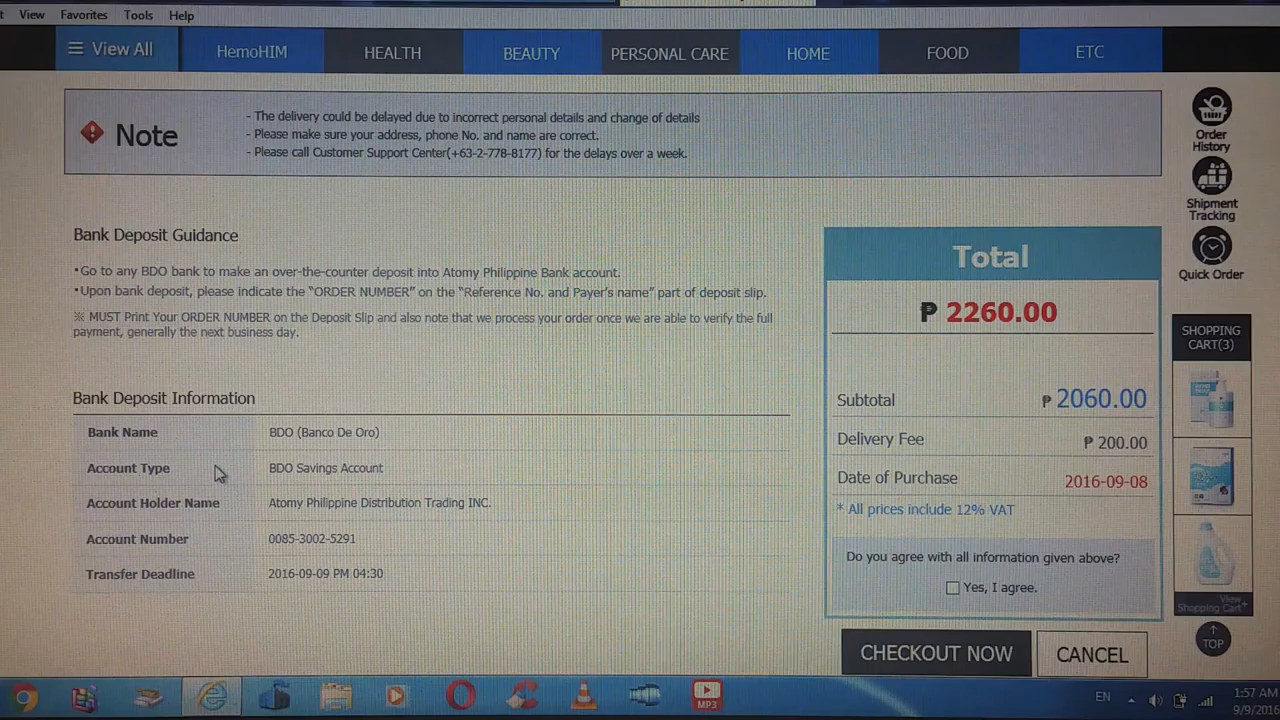 View Favorites Tools Help
View All HemoHIM HEALTH BEAUTY PERSONAL CARE HOME FOOD ETC
Note
- The delivery could be delayed due to incorrect personal details and change of details
- Please make sure your address, phone No. and name are correct.
- Please call Customer Support Center(+63-2-778-8177) for the delays over a week.
Order
History
Shipment
Tracking
Quick Order
Bank Deposit Guidance
•Go to any BDO bank to make an over-the-counter deposit into Atomy Philippine Bank account.
•Upon bank deposit, please indicate the "ORDER NUMBER" on the "Reference No. and Payer's name" part of deposit slip.
※ MUST Print Your ORDER NUMBER on the Deposit Slip and also note that we process your order once we are able to verify the full
payment, generally the next business day.
Bank Deposit Information
Bank Name BDO (Banco De Oro)
Account Type BDO Savings Account
Account Holder Name Atomy Philippine Distribution Trading INC.
Account Number 0085-3002-5291
Transfer Deadline 2016-09-09 PM 04:30
Total
₱ 2260.00
Subtotal ₱ 2060.00
Delivery Fee ₱ 200.00
Date of Purchase 2016-09-08
* All prices include 12% VAT
Do you agree with all information given above?
Yes, I agree.
CHECKOUT NOW CANCEL
SHOPPING
CART(3)
View
Shopping Cart+
TOP
MP3
EN
1:57 AM
9/9/2016